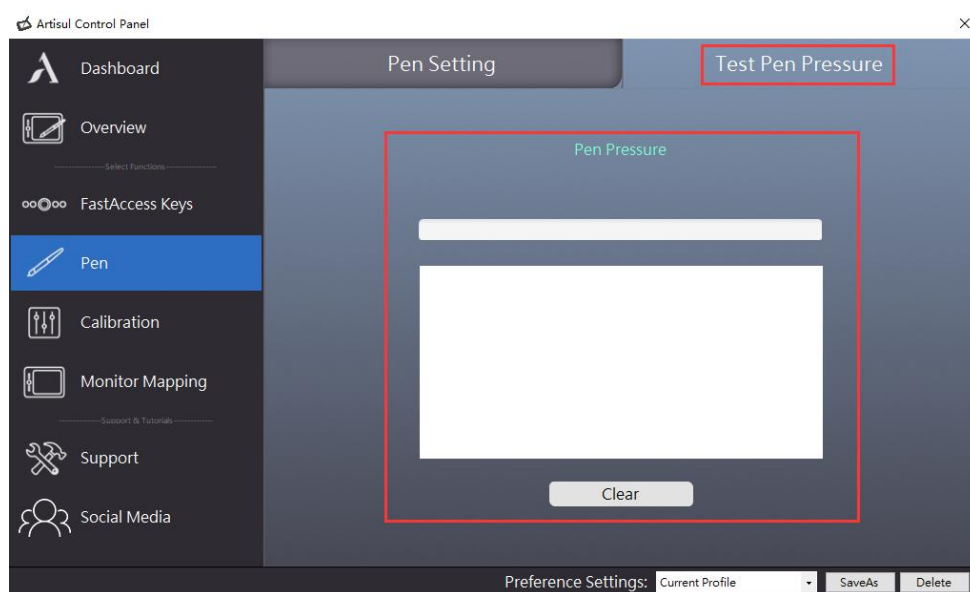 Artisul Control Panel
Dashboard
Overview
Select Functions
FastAccess Keys
Pen
Calibration
Monitor Mapping
Support & Tutorials
Support
Social Media
Pen Setting
Test Pen Pressure
Pen Pressure
Clear
Preference Settings: Current Profile SaveAs Delete